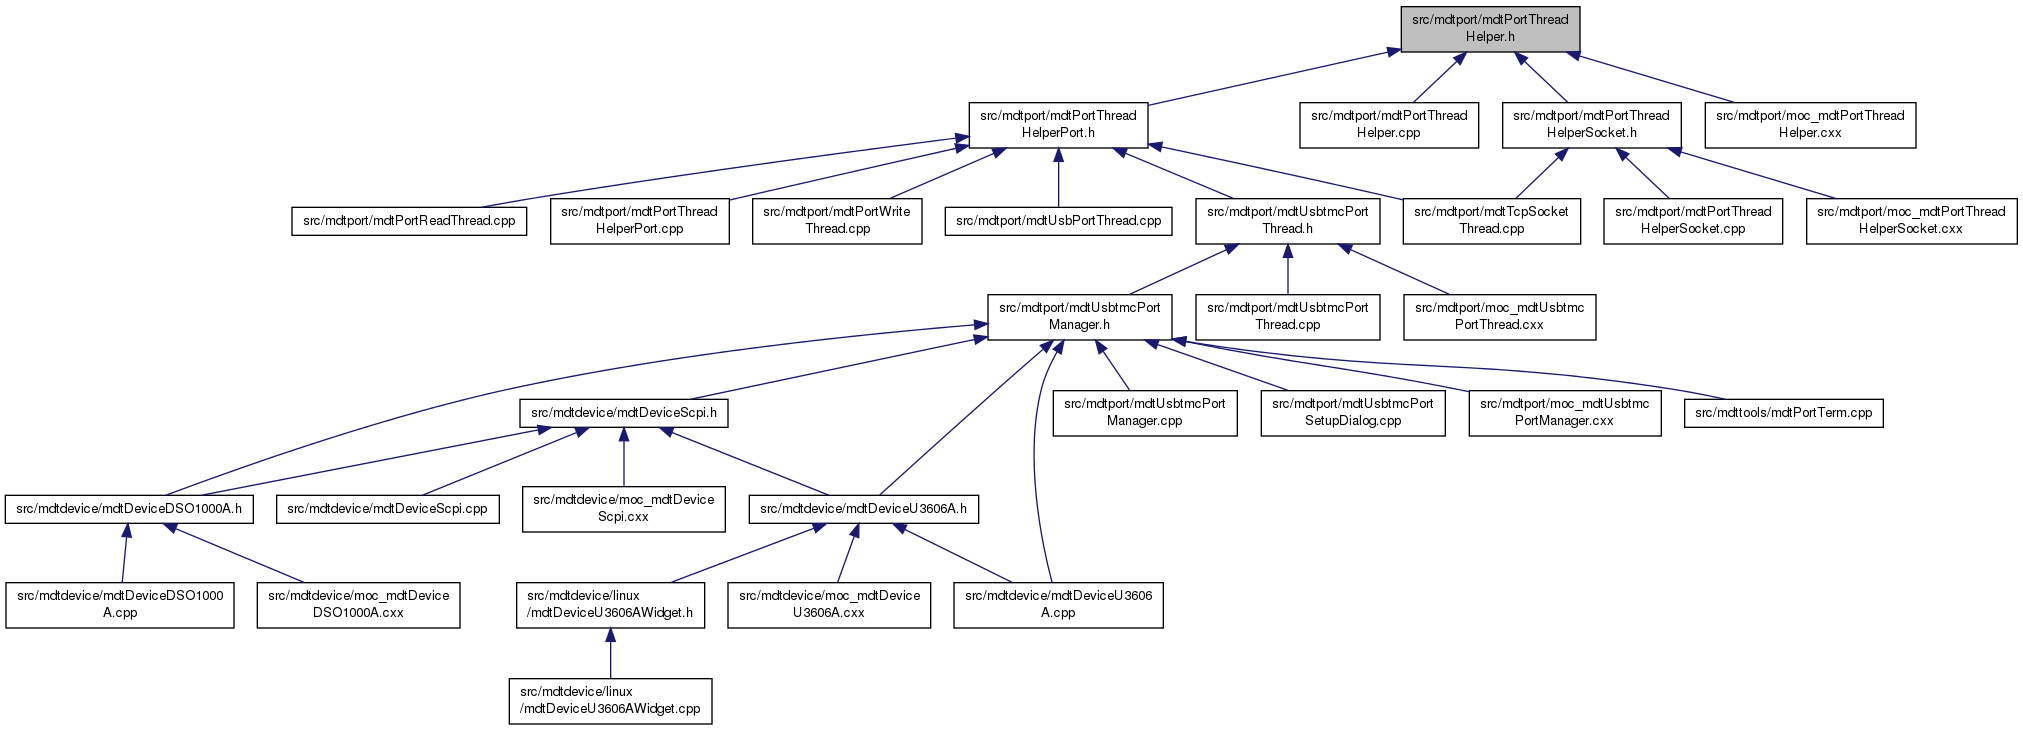 src/mdtport/mdtPortThread
Helper.h
src/mdtport/mdtPortThread
HelperPort.h
src/mdtport/mdtPortThread
Helper.cpp
src/mdtport/mdtPortThread
HelperSocket.h
src/mdtport/moc_mdtPortThread
Helper.cxx
src/mdtport/mdtPortReadThread.cpp
src/mdtport/mdtPortThread
HelperPort.cpp
src/mdtport/mdtPortWrite
Thread.cpp
src/mdtport/mdtUsbPortThread.cpp
src/mdtport/mdtUsbtmcPort
Thread.h
src/mdtport/mdtTcpSocket
Thread.cpp
src/mdtport/mdtPortThread
HelperSocket.cpp
src/mdtport/moc_mdtPortThread
HelperSocket.cxx
src/mdtport/mdtUsbtmcPort
Manager.h
src/mdtport/mdtUsbtmcPort
Thread.cpp
src/mdtport/moc_mdtUsbtmc
PortThread.cxx
src/mdtdevice/mdtDeviceScpi.h
src/mdtport/mdtUsbtmcPort
Manager.cpp
src/mdtport/mdtUsbtmcPort
SetupDialog.cpp
src/mdtport/moc_mdtUsbtmc
PortManager.cxx
src/mdttools/mdtPortTerm.cpp
src/mdtdevice/mdtDeviceDSO1000A.h
src/mdtdevice/mdtDeviceScpi.cpp
src/mdtdevice/moc_mdtDevice
Scpi.cxx
src/mdtdevice/mdtDeviceU3606A.h
src/mdtdevice/mdtDeviceDSO1000
A.cpp
src/mdtdevice/moc_mdtDevice
DSO1000A.cxx
src/mdtdevice/linux
/mdtDeviceU3606AWidget.h
src/mdtdevice/moc_mdtDevice
U3606A.cxx
src/mdtdevice/mdtDeviceU3606
A.cpp
src/mdtdevice/linux
/mdtDeviceU3606AWidget.cpp